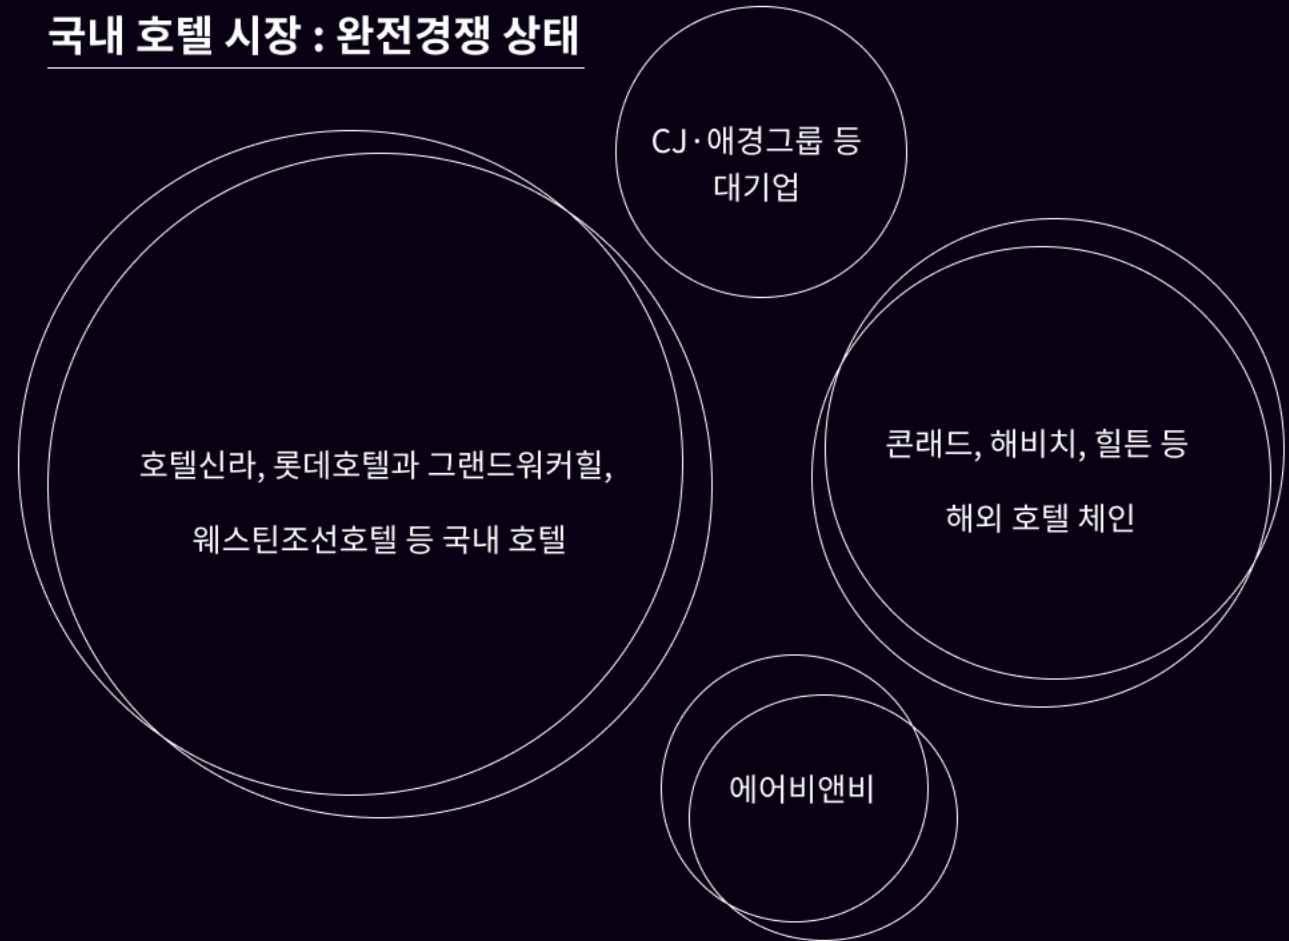 국내 호텔 시장 : 완전경쟁 상태
CJ·애경그룹 등
대기업
호텔신라, 롯데호텔과 그랜드워커힐,
웨스틴조선호텔 등 국내 호텔
콘래드, 해비치, 힐튼 등
해외 호텔 체인
에어비앤비